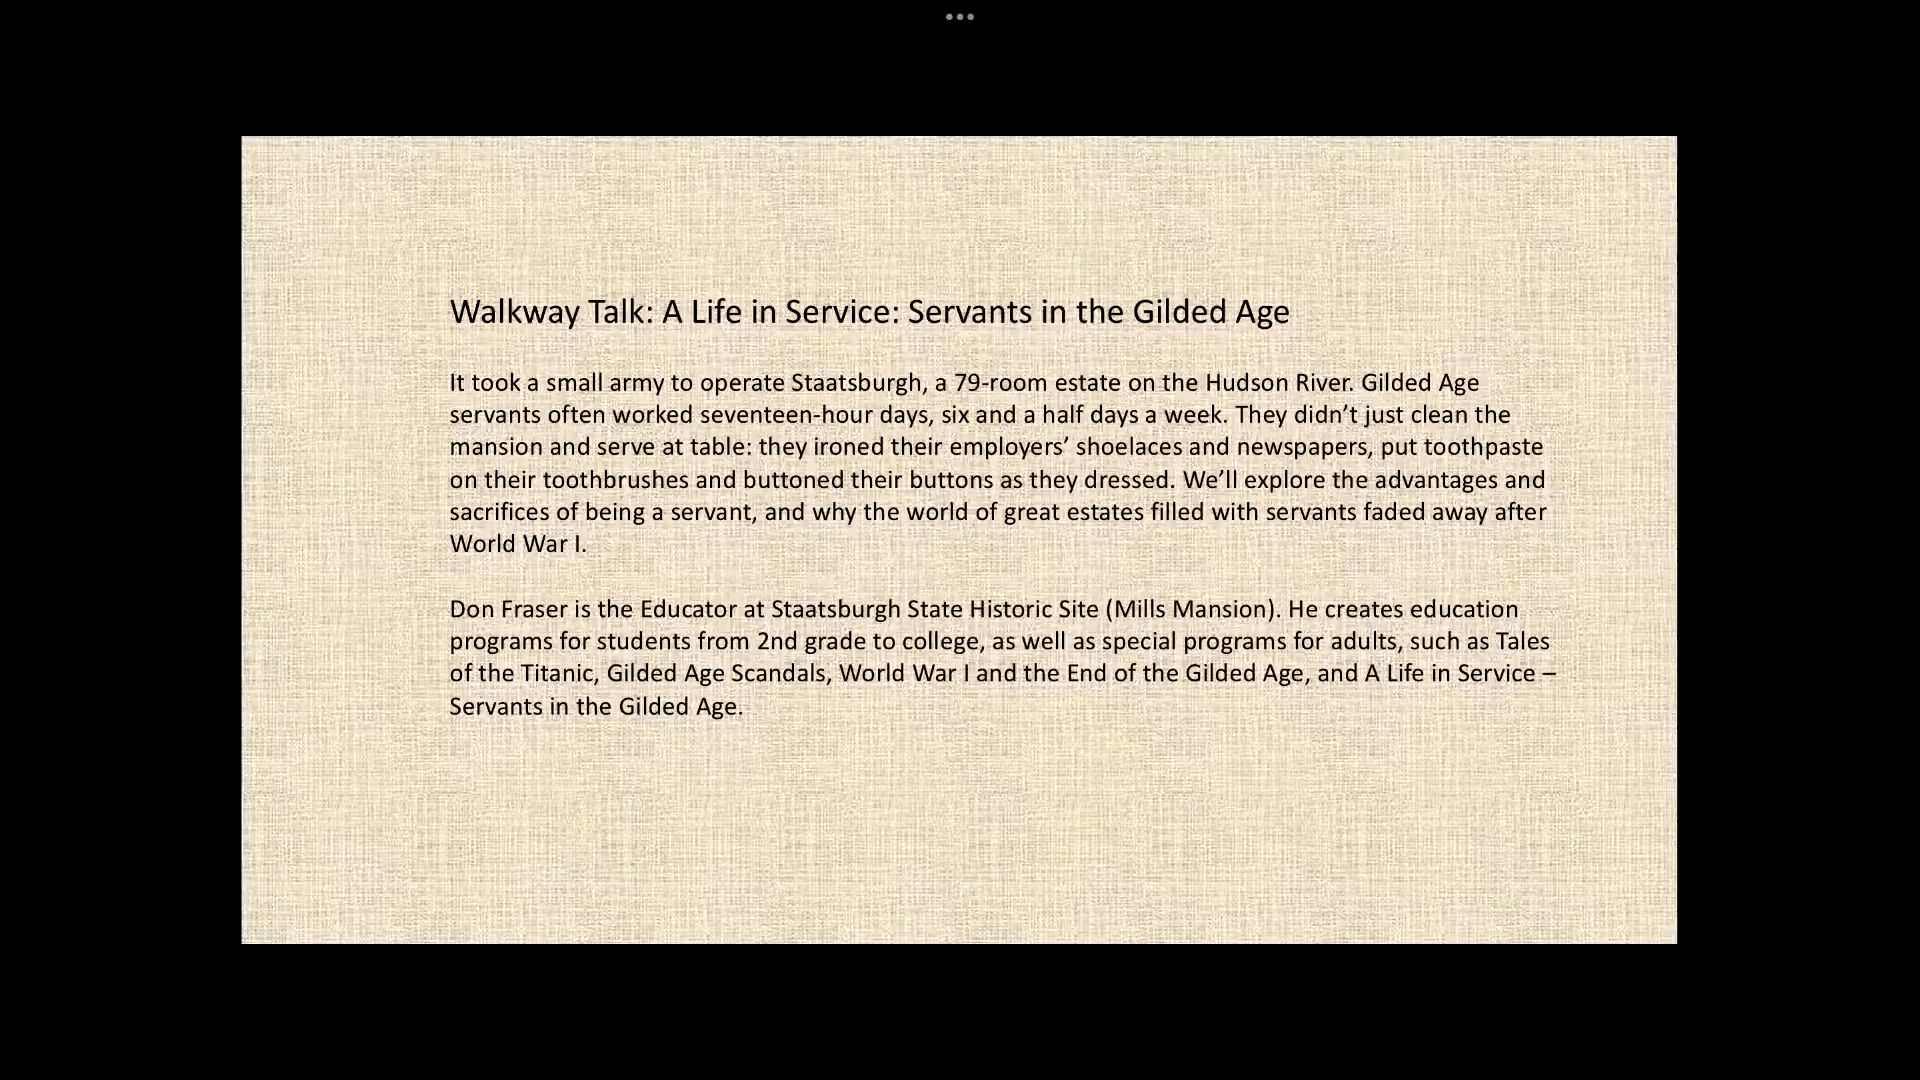 Walkway Talk: A Life in Service: Servants in the Gilded Age
It took a small army to operate Staatsburgh, a 79-room estate on the Hudson River. Gilded Age
servants often worked seventeen-hour days, six and a half days a week. They didn’t just clean the
mansion and serve at table: they ironed their employers’ shoelaces and newspapers, put toothpaste
on their toothbrushes and buttoned their buttons as they dressed. We’ll explore the advantages and
sacrifices of being a servant, and why the world of great estates filled with servants faded away after
World War I.
Don Fraser is the Educator at Staatsburgh State Historic Site (Mills Mansion). He creates education
programs for students from 2nd grade to college, as well as special programs for adults, such as Tales
of the Titanic, Gilded Age Scandals, World War I and the End of the Gilded Age, and A Life in Service –
Servants in the Gilded Age.